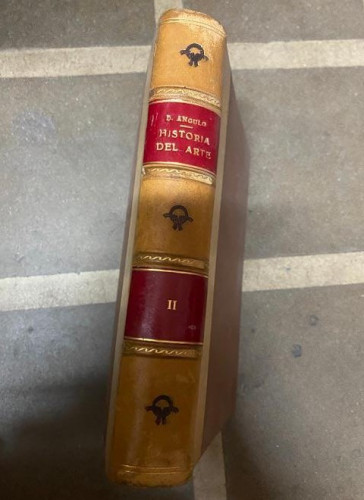 D. ANGULO
HISTORIA
DEL ARTE
II